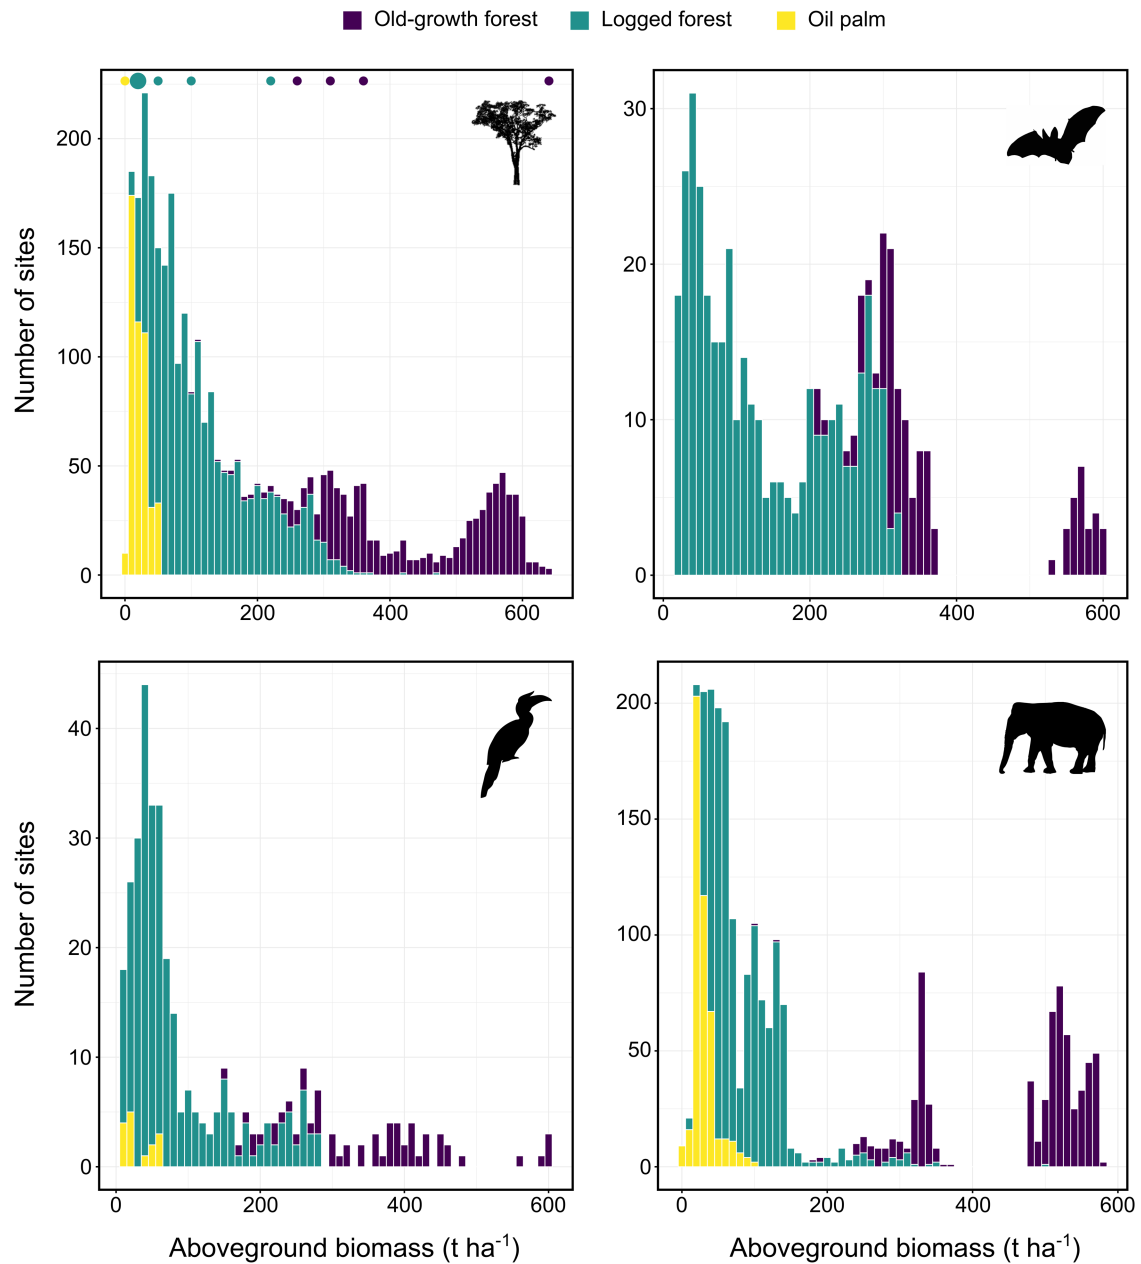 Old-growth forest Logged forest Oil palm
Number of sites
200
150
100
50
0
0 200 400 600
30
20
10
0
0 200 400 600
Number of sites
40
30
20
10
0
0 200 400 600
Aboveground biomass (t ha-1)
200
150
100
50
0
0 200 400 600
Aboveground biomass (t ha-1)